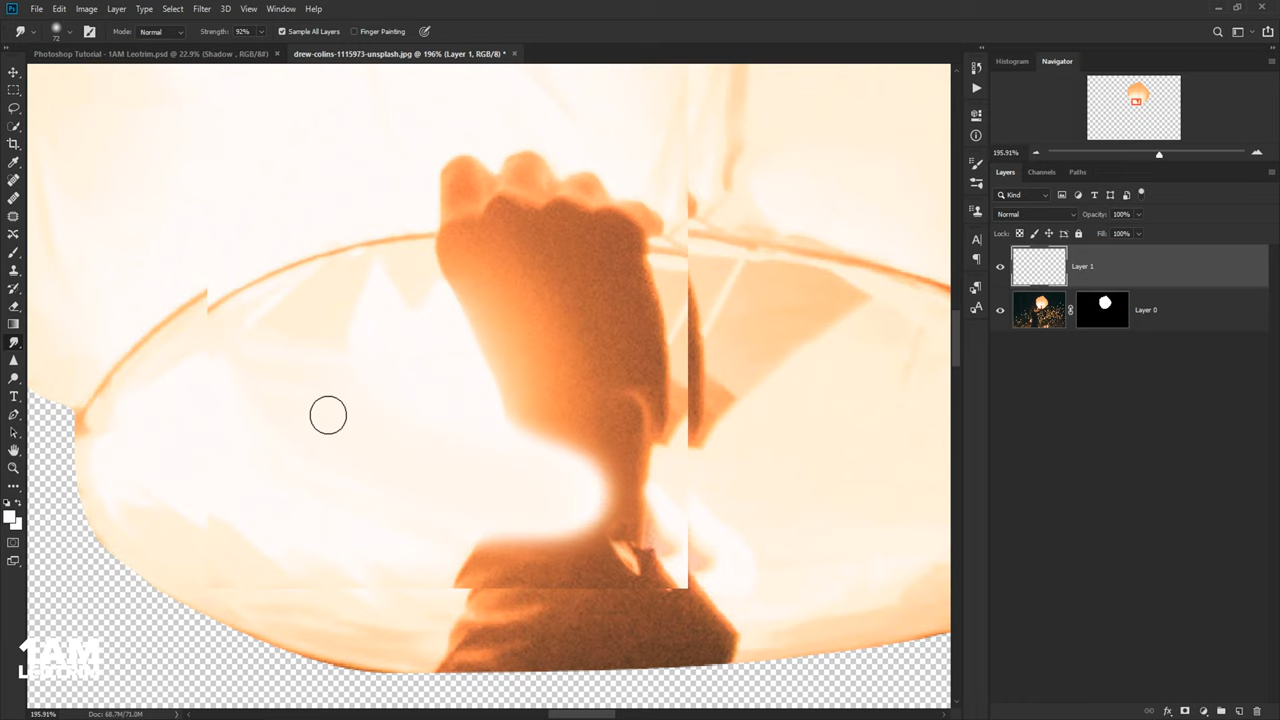 Ps File Edit Image Layer Type Select Filter 3D View Window Help
72 Mode: Normal Strength: 92% Sample All Layers Finger Painting
Photoshop Tutorial - 1AM Leotrim.psd @ 22.9% (Shadow , RGB/8#) × drew-colins-1115973-unsplash.jpg @ 196% (Layer 1, RGB/8) * ×
Histogram Navigator
195.91%
Layers Channels Paths
Kind
Normal Opacity: 100%
Lock: Fill: 100%
Layer 1
Layer 0
1AM
LEOTRIM
195.91% Doc: 68.7M/71.0M